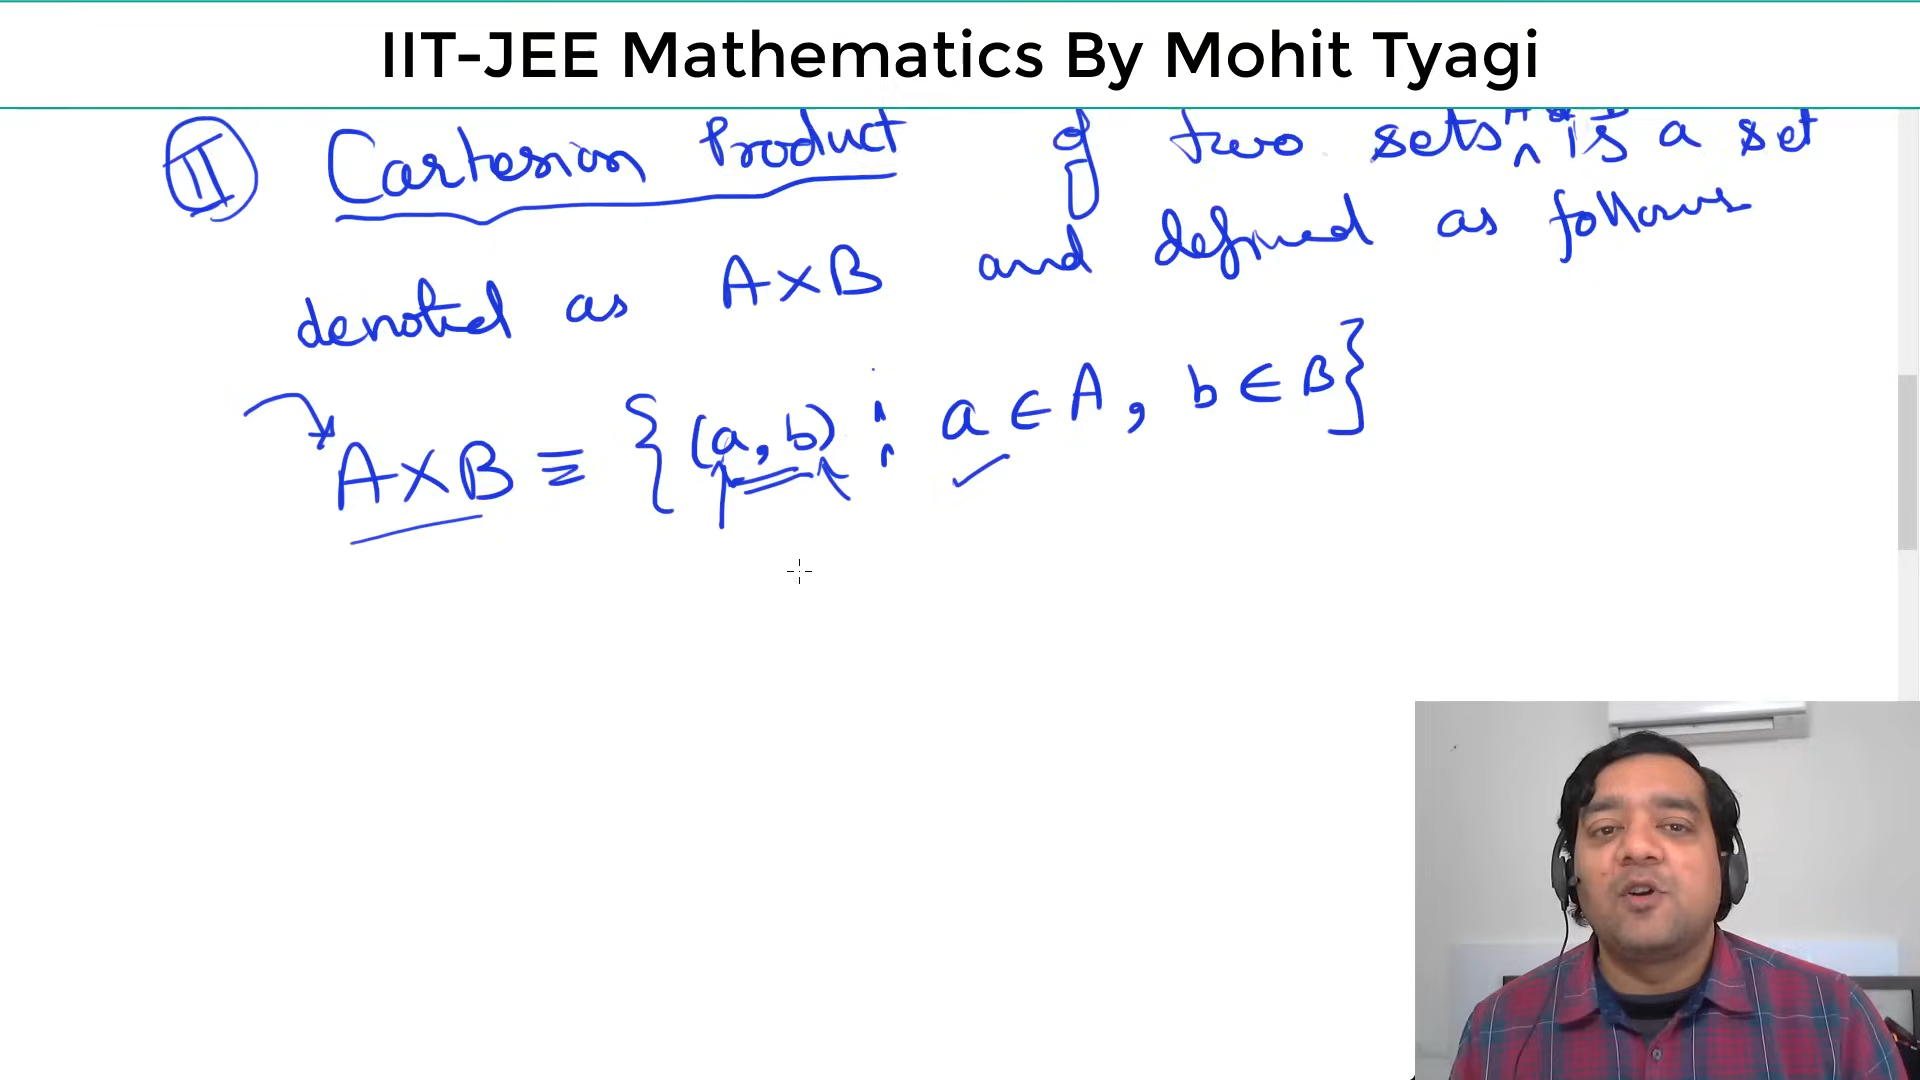 IIT-JEE Mathematics By Mohit Tyagi
II Cartesian Product of two sets A & B is a set
denoted as A×B and defined as follows
A×B ≡ {(a, b) : a ∈ A, b ∈ B}